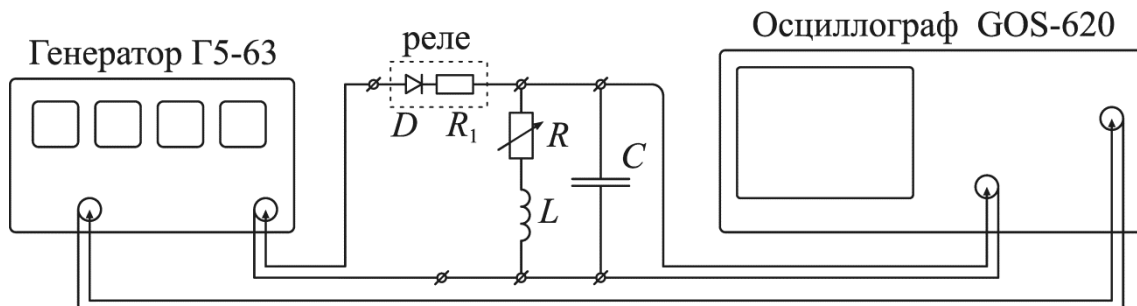 Осциллограф GOS-620
Генератор Г5-63
реле
D
R₁
R
C
L